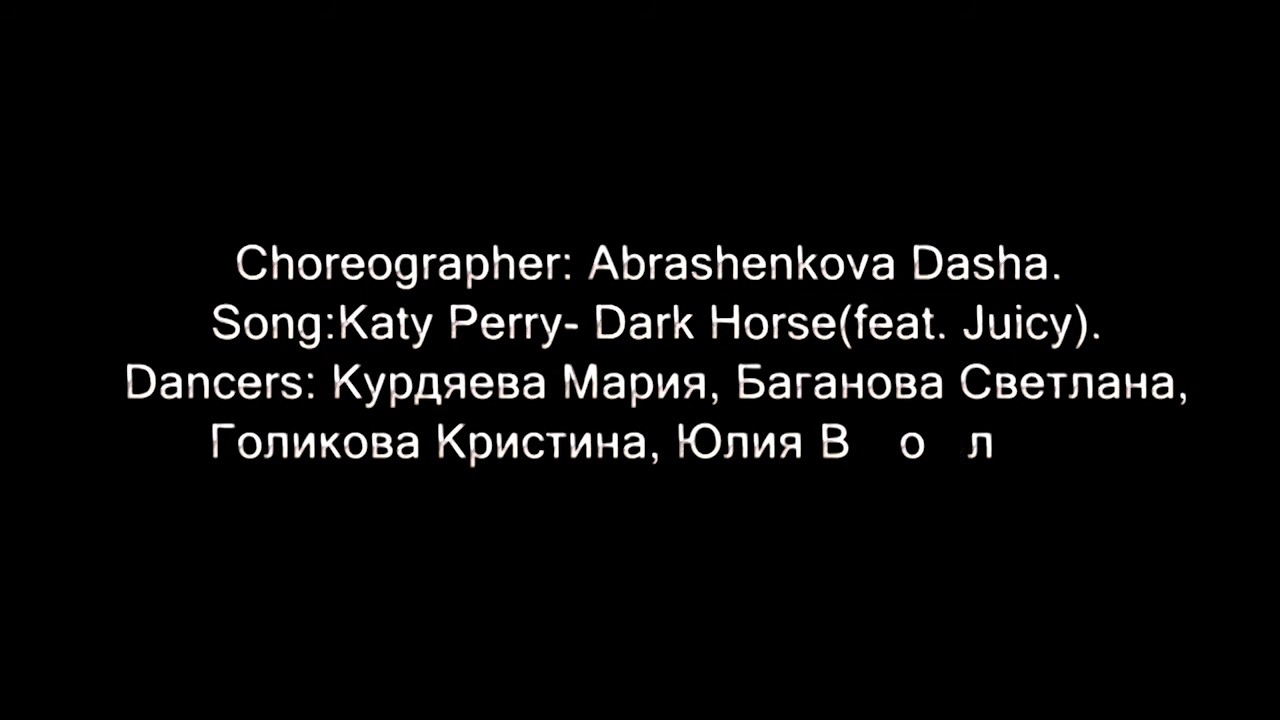 Choreographer: Abrashenkova Dasha.
Song:Katy Perry- Dark Horse(feat. Juicy).
Dancers: Курдяева Мария, Баганова Светлана,
Голикова Кристина, Юлия В о л